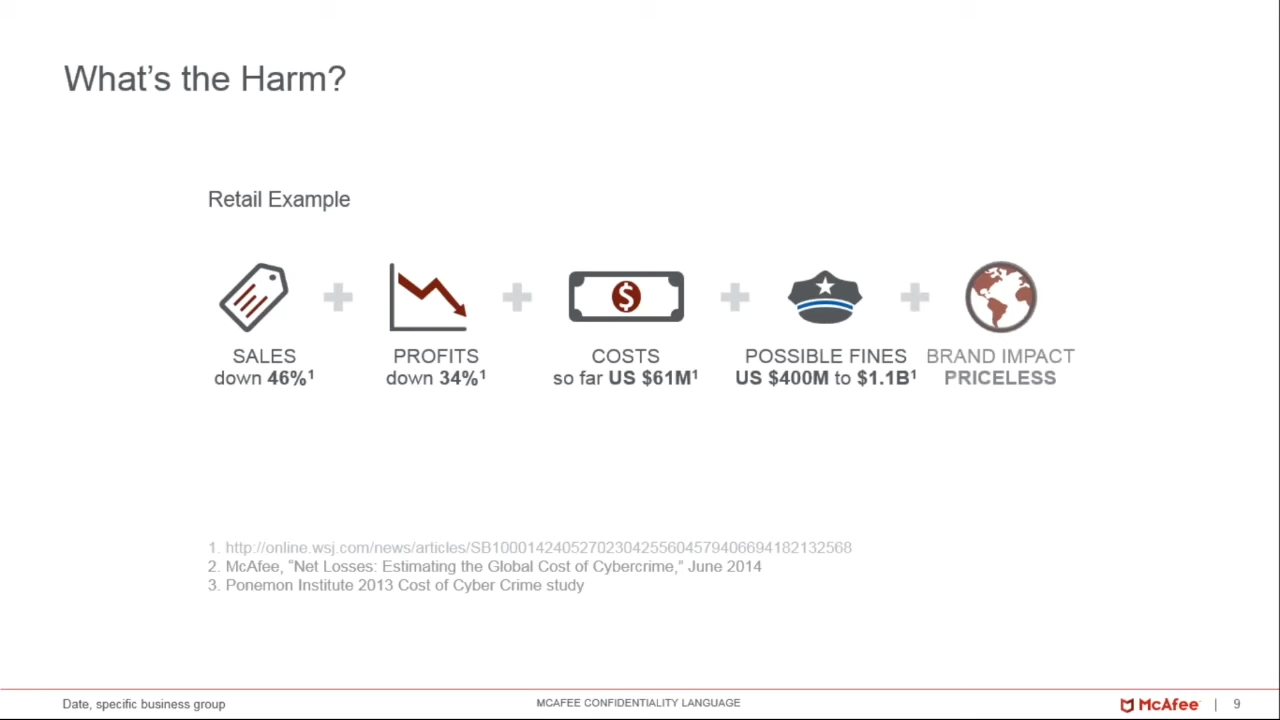 What's the Harm?
Retail Example
$
SALES
down 46%¹
PROFITS
down 34%¹
COSTS
so far US $61M¹
POSSIBLE FINES
US $400M to $1.1B¹
BRAND IMPACT
PRICELESS
1. http://online.wsj.com/news/articles/SB10001424052702304255604579406694182132568
2. McAfee, “Net Losses: Estimating the Global Cost of Cybercrime,” June 2014
3. Ponemon Institute 2013 Cost of Cyber Crime study
Date, specific business group
MCAFEE CONFIDENTIALITY LANGUAGE
McAfee | 9